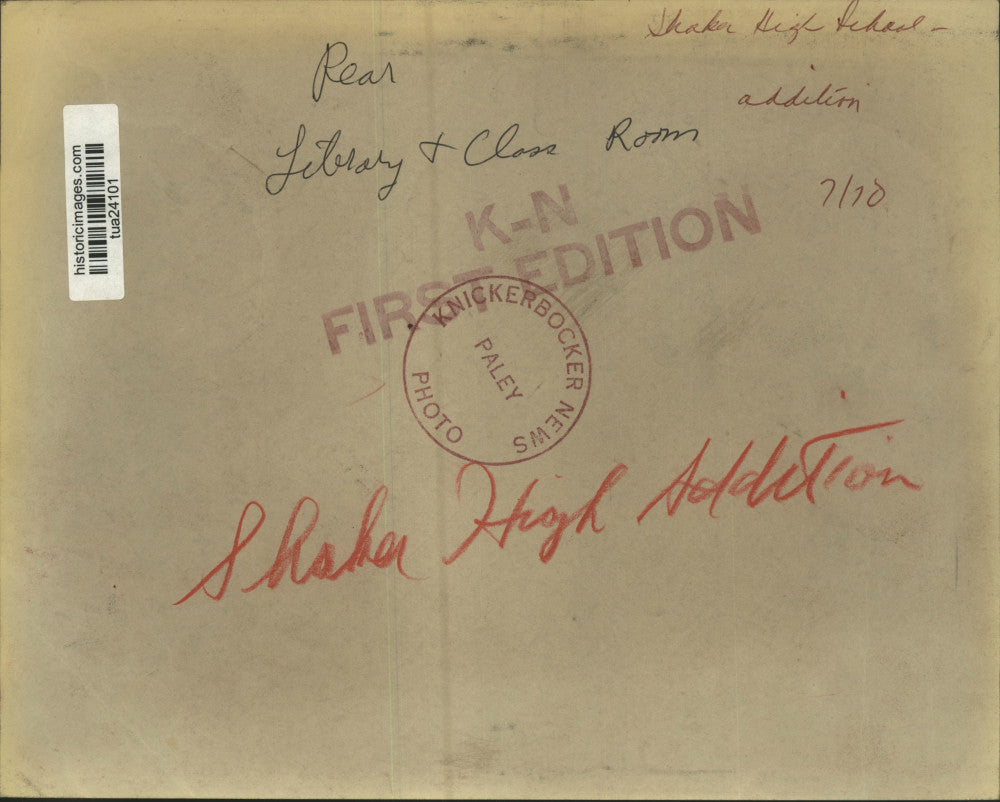 Shaker High School -
addition
7/70
Rear
Library + Class Room
historicimages.com
tua24101
K-N
FIRST EDITION
KNICKERBOCKER NEWS
PALEY
PHOTO
Shaker High Addition